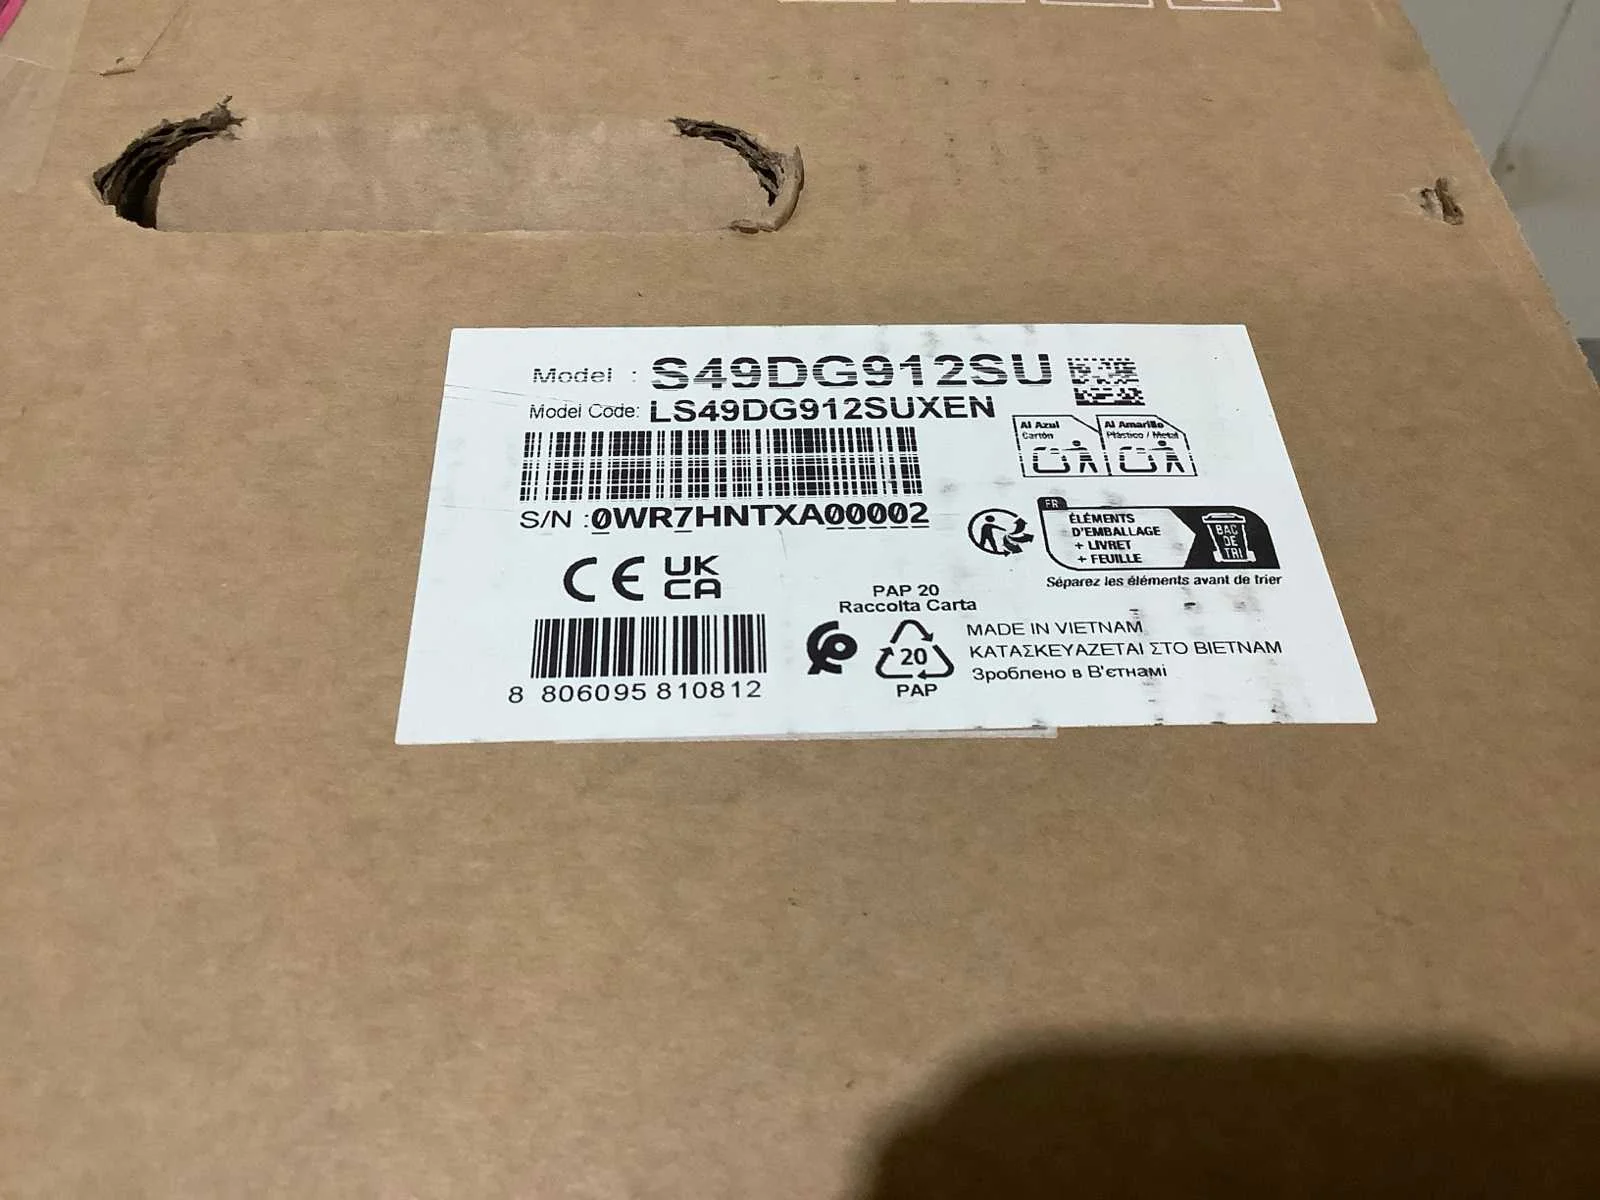 Model : S49DG912SU
Model Code: LS49DG912SUXEN
Al Azul
Cartón
Al Amarillo
Plástico / Metal
S/N :0WR7HNTXA00002
FR
ÉLÉMENTS
D'EMBALLAGE
+ LIVRET
+ FEUILLE
BAC
DE
TRI
Séparez les éléments avant de trier
CE UK
CA
PAP 20
Raccolta Carta
20
PAP
MADE IN VIETNAM
ΚΑΤΑΣΚΕΥΑΖΕΤΑΙ ΣΤΟ ΒΙΕΤΝΑΜ
Зроблено в В'єтнамі
8 806095 810812